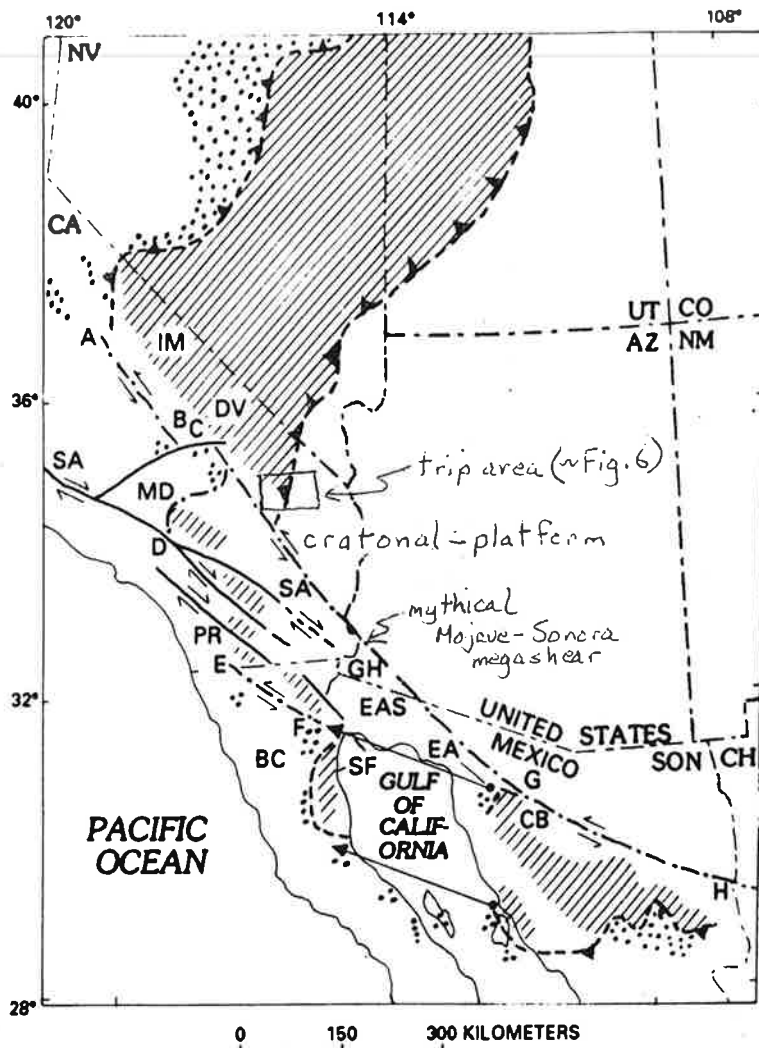 120° 114° 108°
NV
40°
CA
UT CO
AZ NM
A
IM
36°
DV
BC
SA
trip area (~Fig. 6)
MD
cratonal-platform
D
SA
mythical
Mojave-Sonora
megashear
PR
E
GH
32°
EAS
UNITED STATES
MEXICO
F
EA
SON CH
BC
SF
G
GULF
OF
CALIF-
ORNIA
CB
PACIFIC
OCEAN
H
28°
0 150 300 KILOMETERS